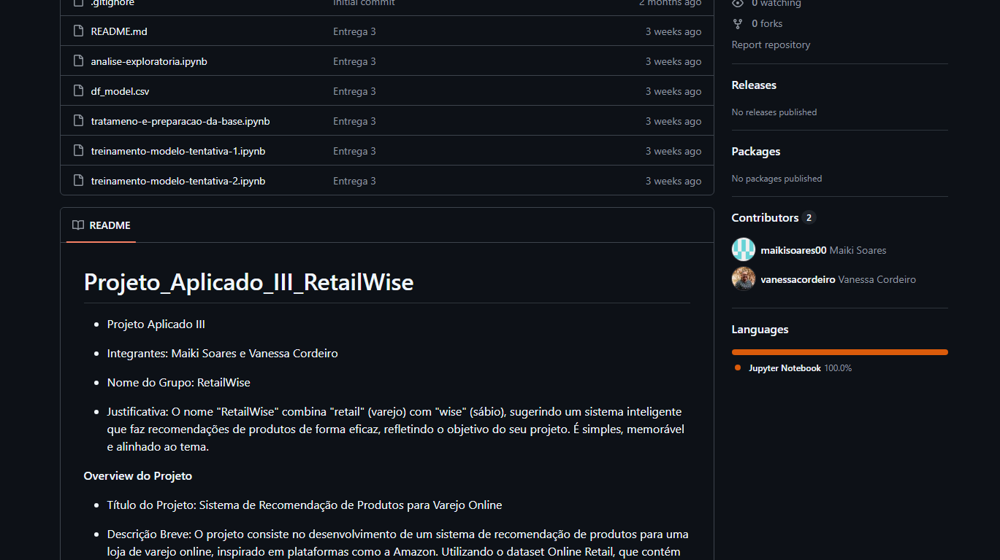 .gitignore Initial commit 2 months ago
README.md Entrega 3 3 weeks ago
analise-exploratoria.ipynb Entrega 3 3 weeks ago
df_model.csv Entrega 3 3 weeks ago
tratameno-e-preparacao-da-base.ipynb Entrega 3 3 weeks ago
treinamento-modelo-tentativa-1.ipynb Entrega 3 3 weeks ago
treinamento-modelo-tentativa-2.ipynb Entrega 3 3 weeks ago
README
Projeto_Aplicado_III_RetailWise
• Projeto Aplicado III
• Integrantes: Maiki Soares e Vanessa Cordeiro
• Nome do Grupo: RetailWise
• Justificativa: O nome "RetailWise" combina "retail" (varejo) com "wise" (sábio), sugerindo um sistema inteligente
que faz recomendações de produtos de forma eficaz, refletindo o objetivo do seu projeto. É simples, memorável
e alinhado ao tema.
Overview do Projeto
• Título do Projeto: Sistema de Recomendação de Produtos para Varejo Online
• Descrição Breve: O projeto consiste no desenvolvimento de um sistema de recomendação de produtos para uma
loja de varejo online, inspirado em plataformas como a Amazon. Utilizando o dataset Online Retail, que contém
0 watching
0 forks
Report repository
Releases
No releases published
Packages
No packages published
Contributors 2
maikisoares00 Maiki Soares
vanessacordeiro Vanessa Cordeiro
Languages
Jupyter Notebook 100.0%